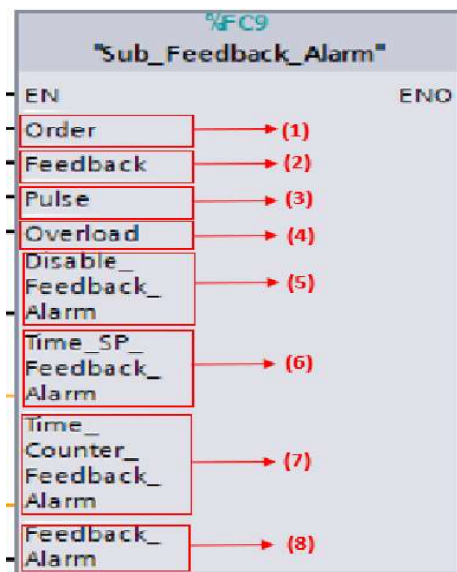 %FC9
"Sub_Feedback_Alarm"
EN ENO
Order (1)
Feedback (2)
Pulse (3)
Overload (4)
Disable_
Feedback_ (5)
Alarm
Time_SP_
Feedback_ (6)
Alarm
Time_
Counter_
Feedback_ (7)
Alarm
Feedback_
Alarm (8)